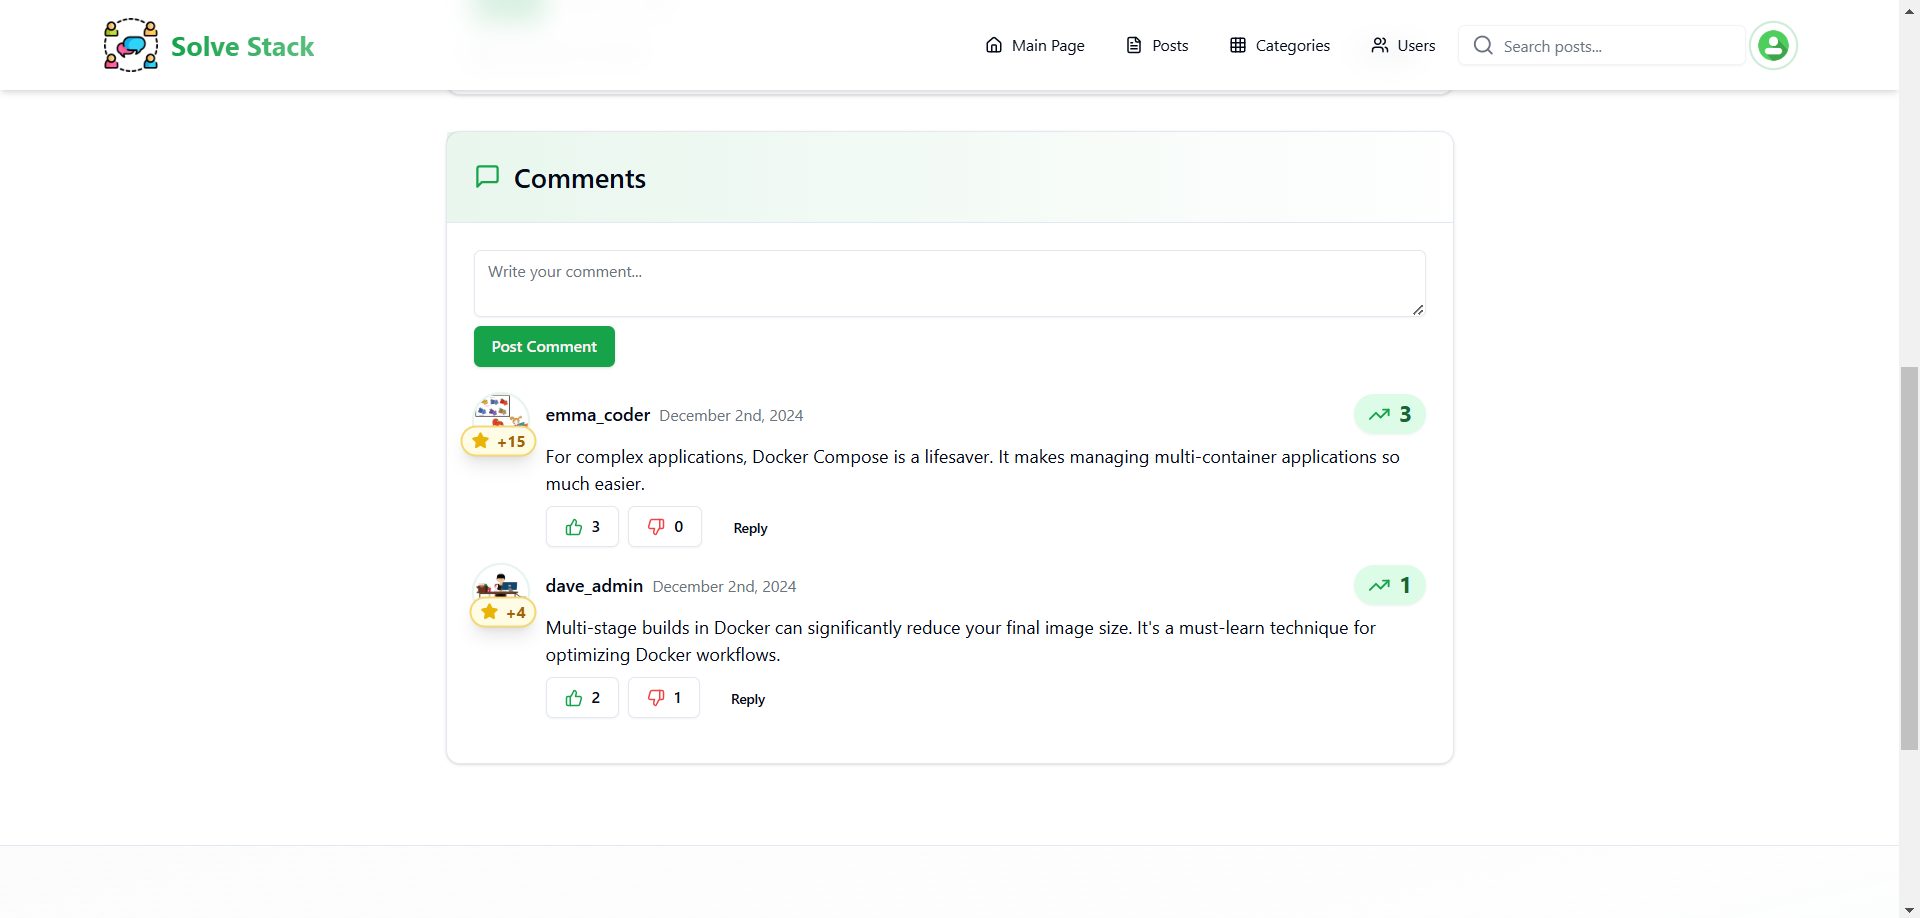 Solve Stack
Main Page
Posts
Categories
Users
Search posts...
Comments
Write your comment...
Post Comment
emma_coder December 2nd, 2024
3
+15
For complex applications, Docker Compose is a lifesaver. It makes managing multi-container applications so
much easier.
3
0
Reply
dave_admin December 2nd, 2024
1
+4
Multi-stage builds in Docker can significantly reduce your final image size. It's a must-learn technique for
optimizing Docker workflows.
2
1
Reply